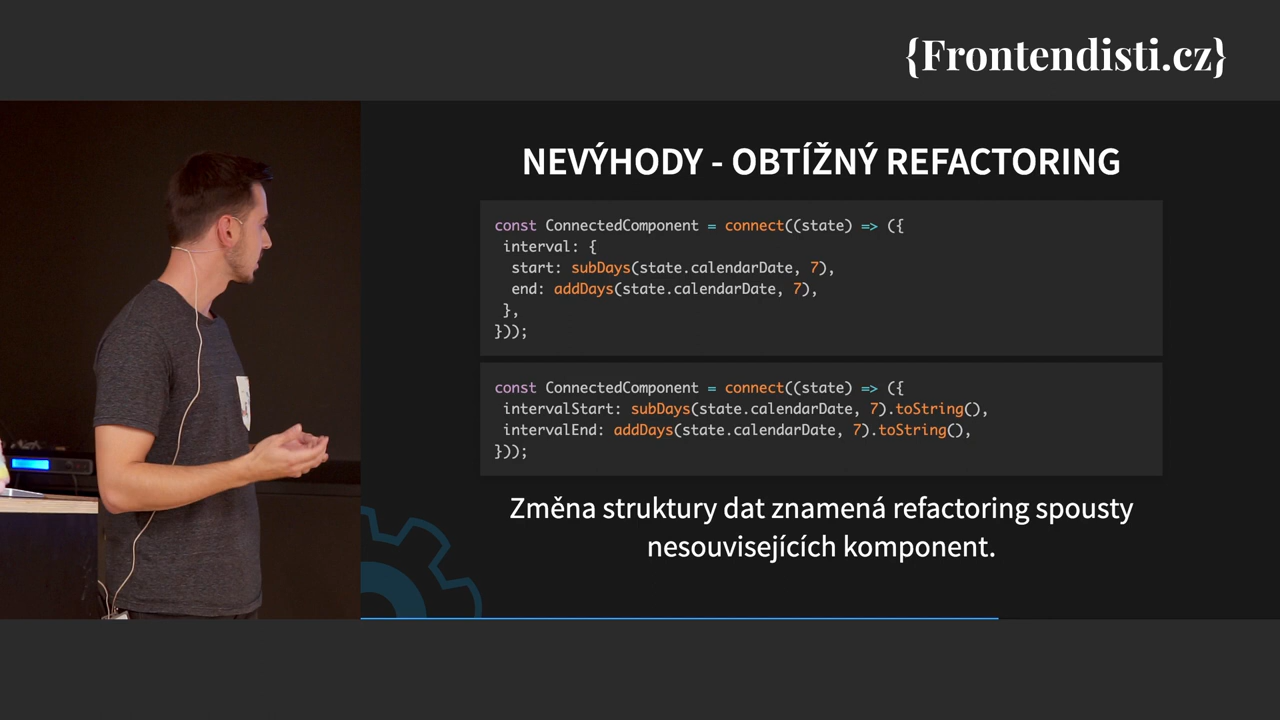 {Frontendisti.cz}
NEVÝHODY - OBTÍŽNÝ REFACTORING
const ConnectedComponent = connect((state) => ({
interval: {
start: subDays(state.calendarDate, 7),
end: addDays(state.calendarDate, 7),
},
}));
const ConnectedComponent = connect((state) => ({
intervalStart: subDays(state.calendarDate, 7).toString(),
intervalEnd: addDays(state.calendarDate, 7).toString(),
}));
Změna struktury dat znamená refactoring spousty
nesouvisejících komponent.